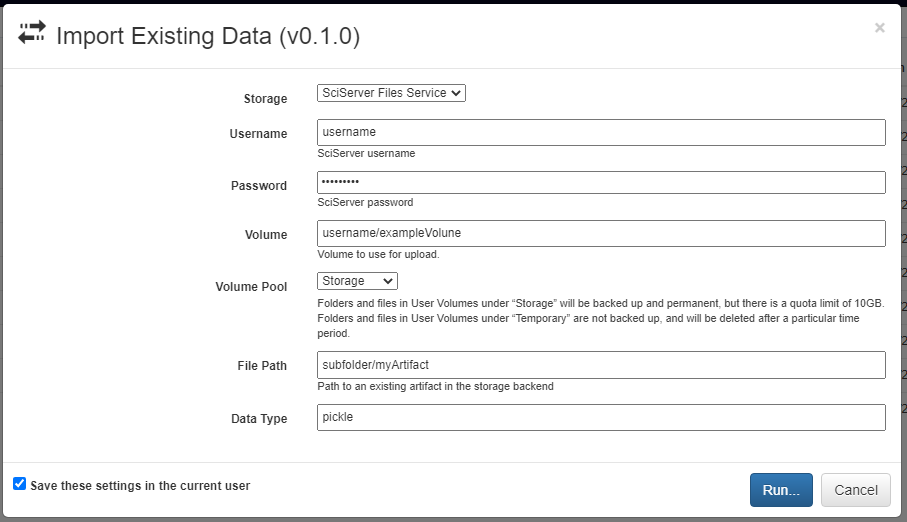 Import Existing Data (v0.1.0)
×
Storage
SciServer Files Service
Username
username
SciServer username
Password
•••••••••
SciServer password
Volume
username/exampleVolune
Volume to use for upload.
Volume Pool
Storage
Folders and files in User Volumes under “Storage” will be backed up and permanent, but there is a quota limit of 10GB.
Folders and files in User Volumes under “Temporary” are not backed up, and will be deleted after a particular time
period.
File Path
subfolder/myArtifact
Path to an existing artifact in the storage backend
Data Type
pickle
Save these settings in the current user
Run...
Cancel